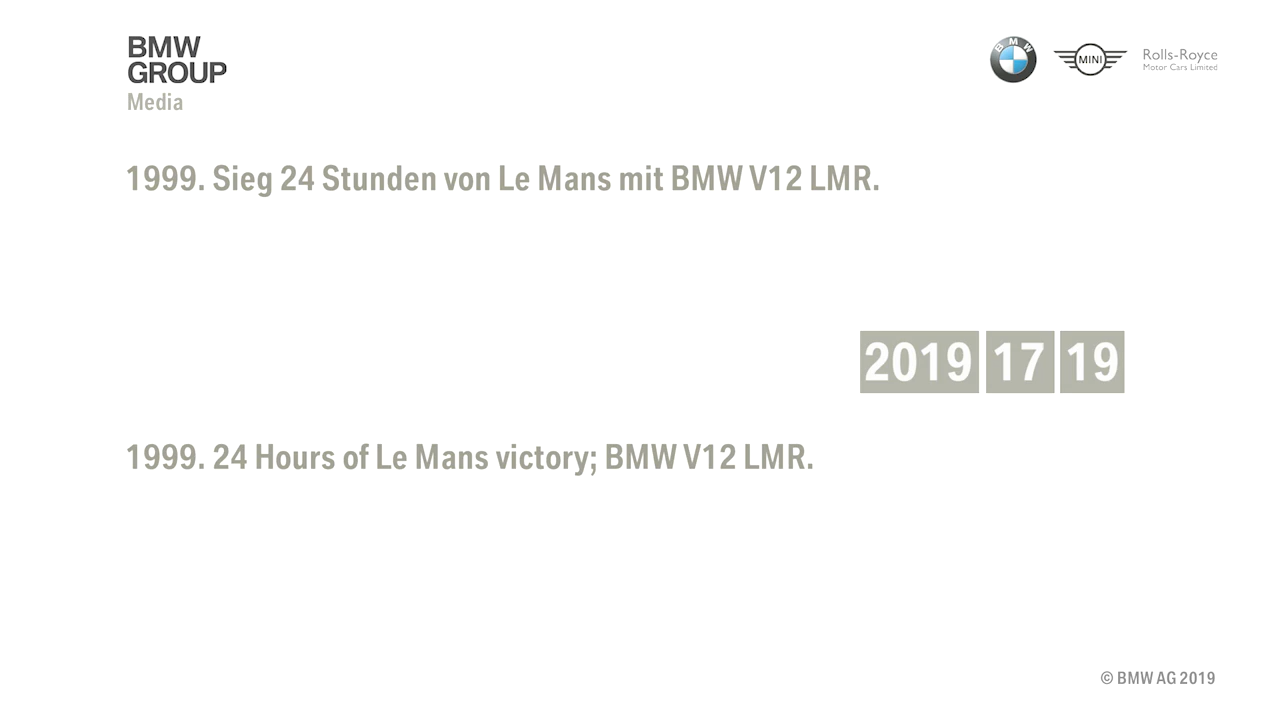 BMW
GROUP
Media
BMW
MINI
Rolls-Royce
Motor Cars Limited
1999. Sieg 24 Stunden von Le Mans mit BMW V12 LMR.
2019 17 19
1999. 24 Hours of Le Mans victory; BMW V12 LMR.
© BMW AG 2019